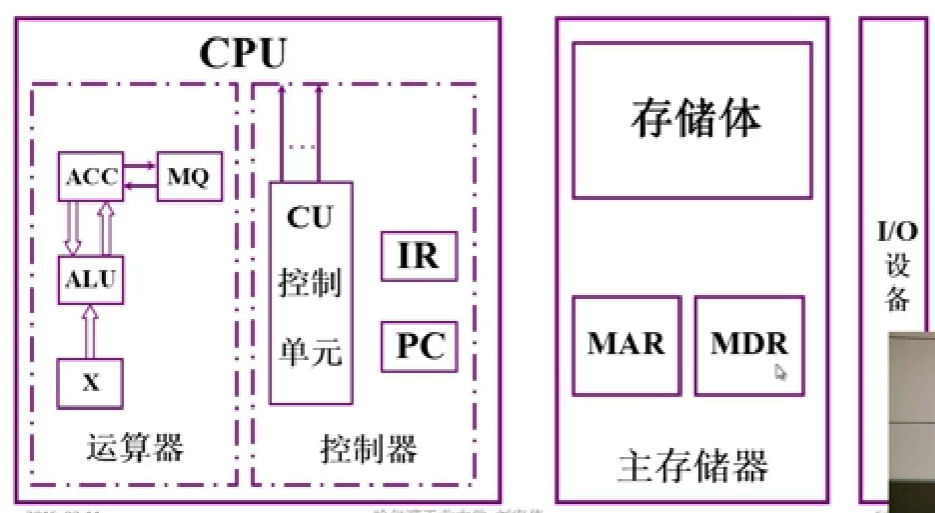 CPU
ACC
MQ
ALU
X
运算器
CU
控制
单元
...
IR
PC
控制器
存储体
MAR
MDR
主存储器
I/O
设
备